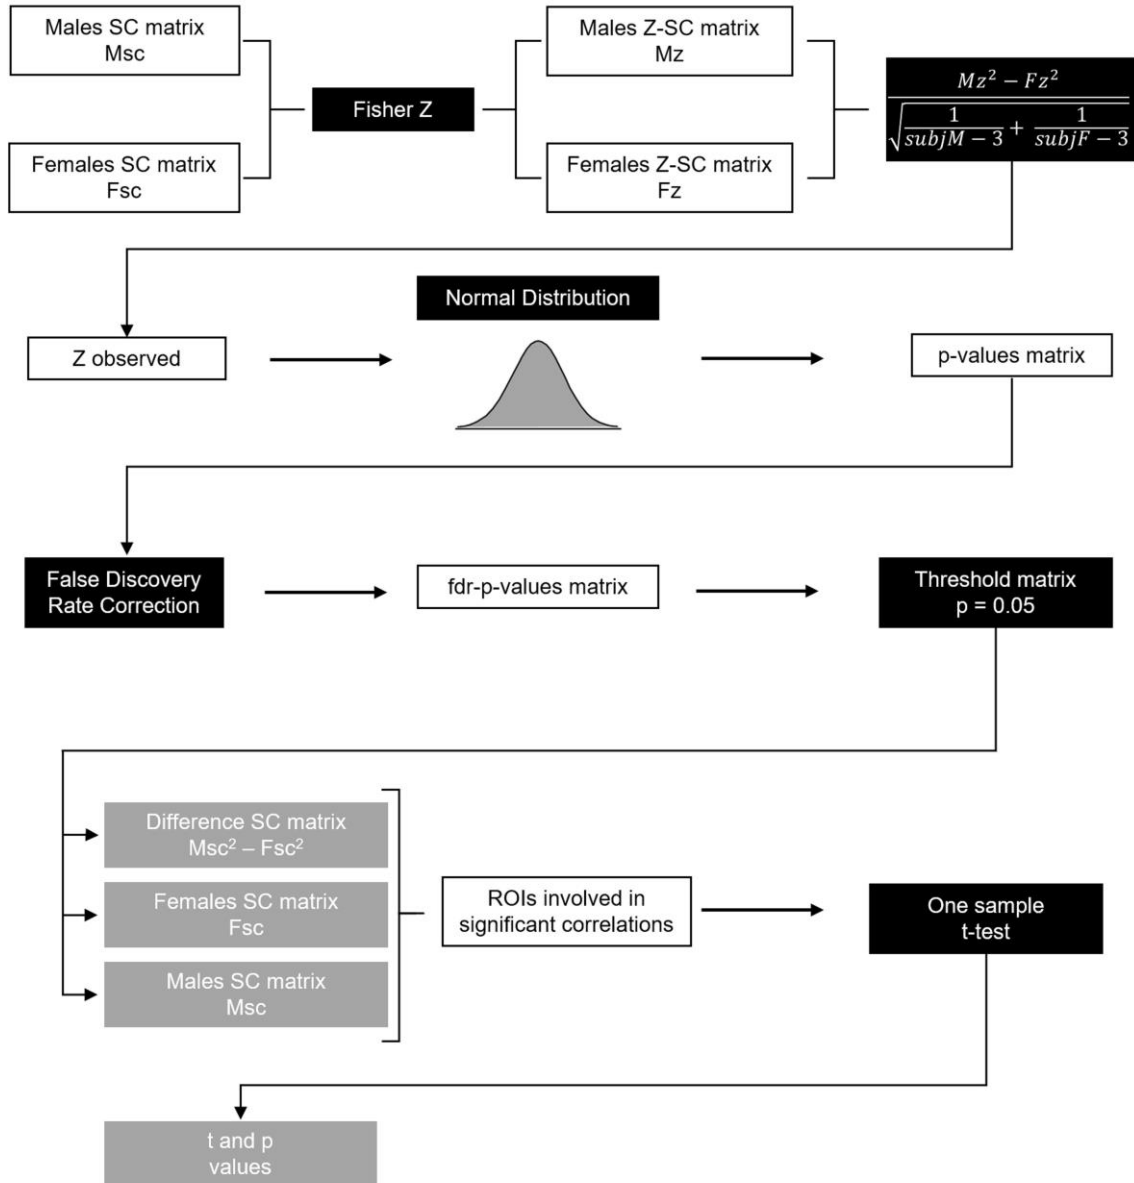 Males SC matrix
Msc
Males Z-SC matrix
Mz
Fisher Z
Females SC matrix
Fsc
Females Z-SC matrix
Fz
Mz² − Fz²
√ 1 / subjM − 3 + 1 / subjF − 3
Normal Distribution
Z observed
p-values matrix
False Discovery
Rate Correction
fdr-p-values matrix
Threshold matrix
p = 0.05
Difference SC matrix
Msc² – Fsc²
Females SC matrix
Fsc
Males SC matrix
Msc
ROIs involved in
significant correlations
One sample
t-test
t and p
values